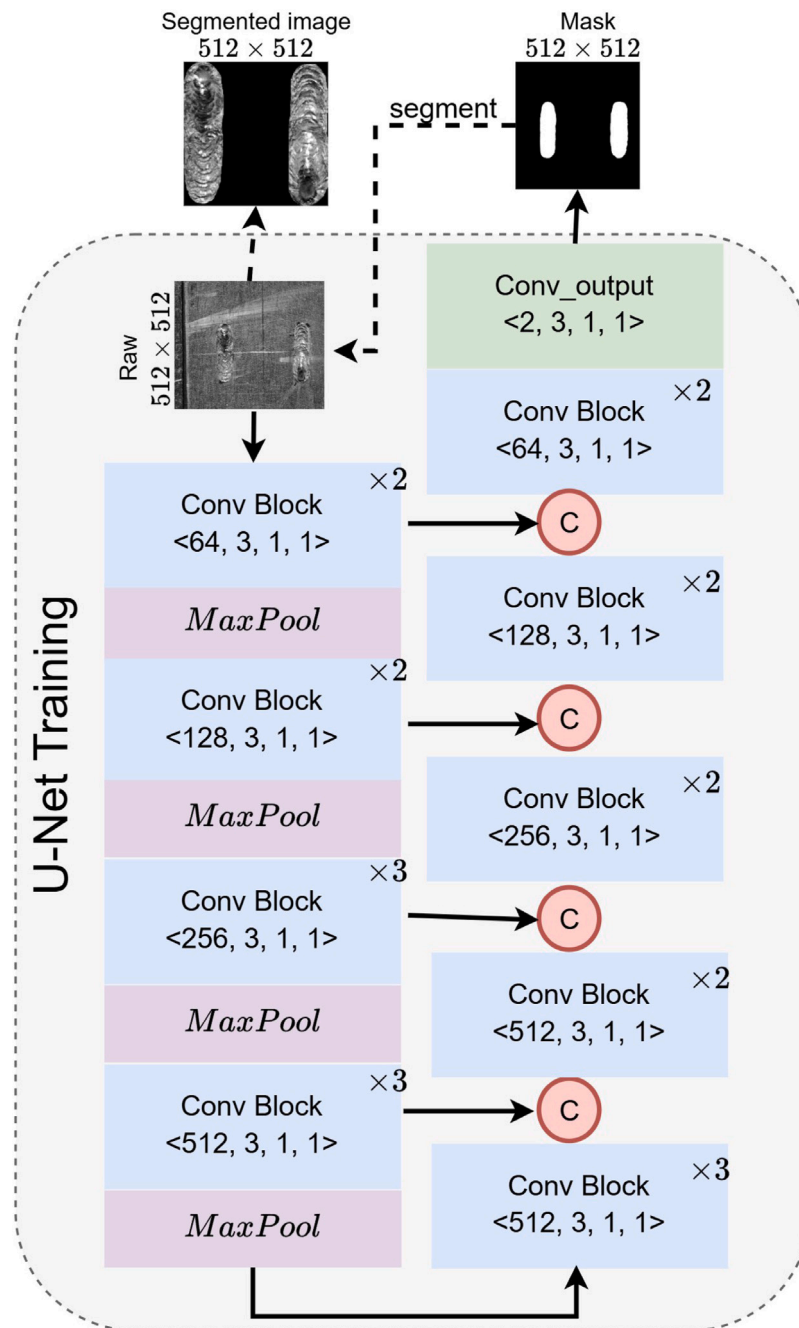 Segmented image
512 × 512
Mask
512 × 512
segment
Raw
512 × 512
Conv_output
<2, 3, 1, 1>
Conv Block
<64, 3, 1, 1>
×2
Conv Block
<64, 3, 1, 1>
×2
C
MaxPool
Conv Block
<128, 3, 1, 1>
×2
Conv Block
<128, 3, 1, 1>
×2
C
MaxPool
Conv Block
<256, 3, 1, 1>
×2
Conv Block
<256, 3, 1, 1>
×3
C
MaxPool
Conv Block
<512, 3, 1, 1>
×2
Conv Block
<512, 3, 1, 1>
×3
C
MaxPool
Conv Block
<512, 3, 1, 1>
×3
U-Net Training